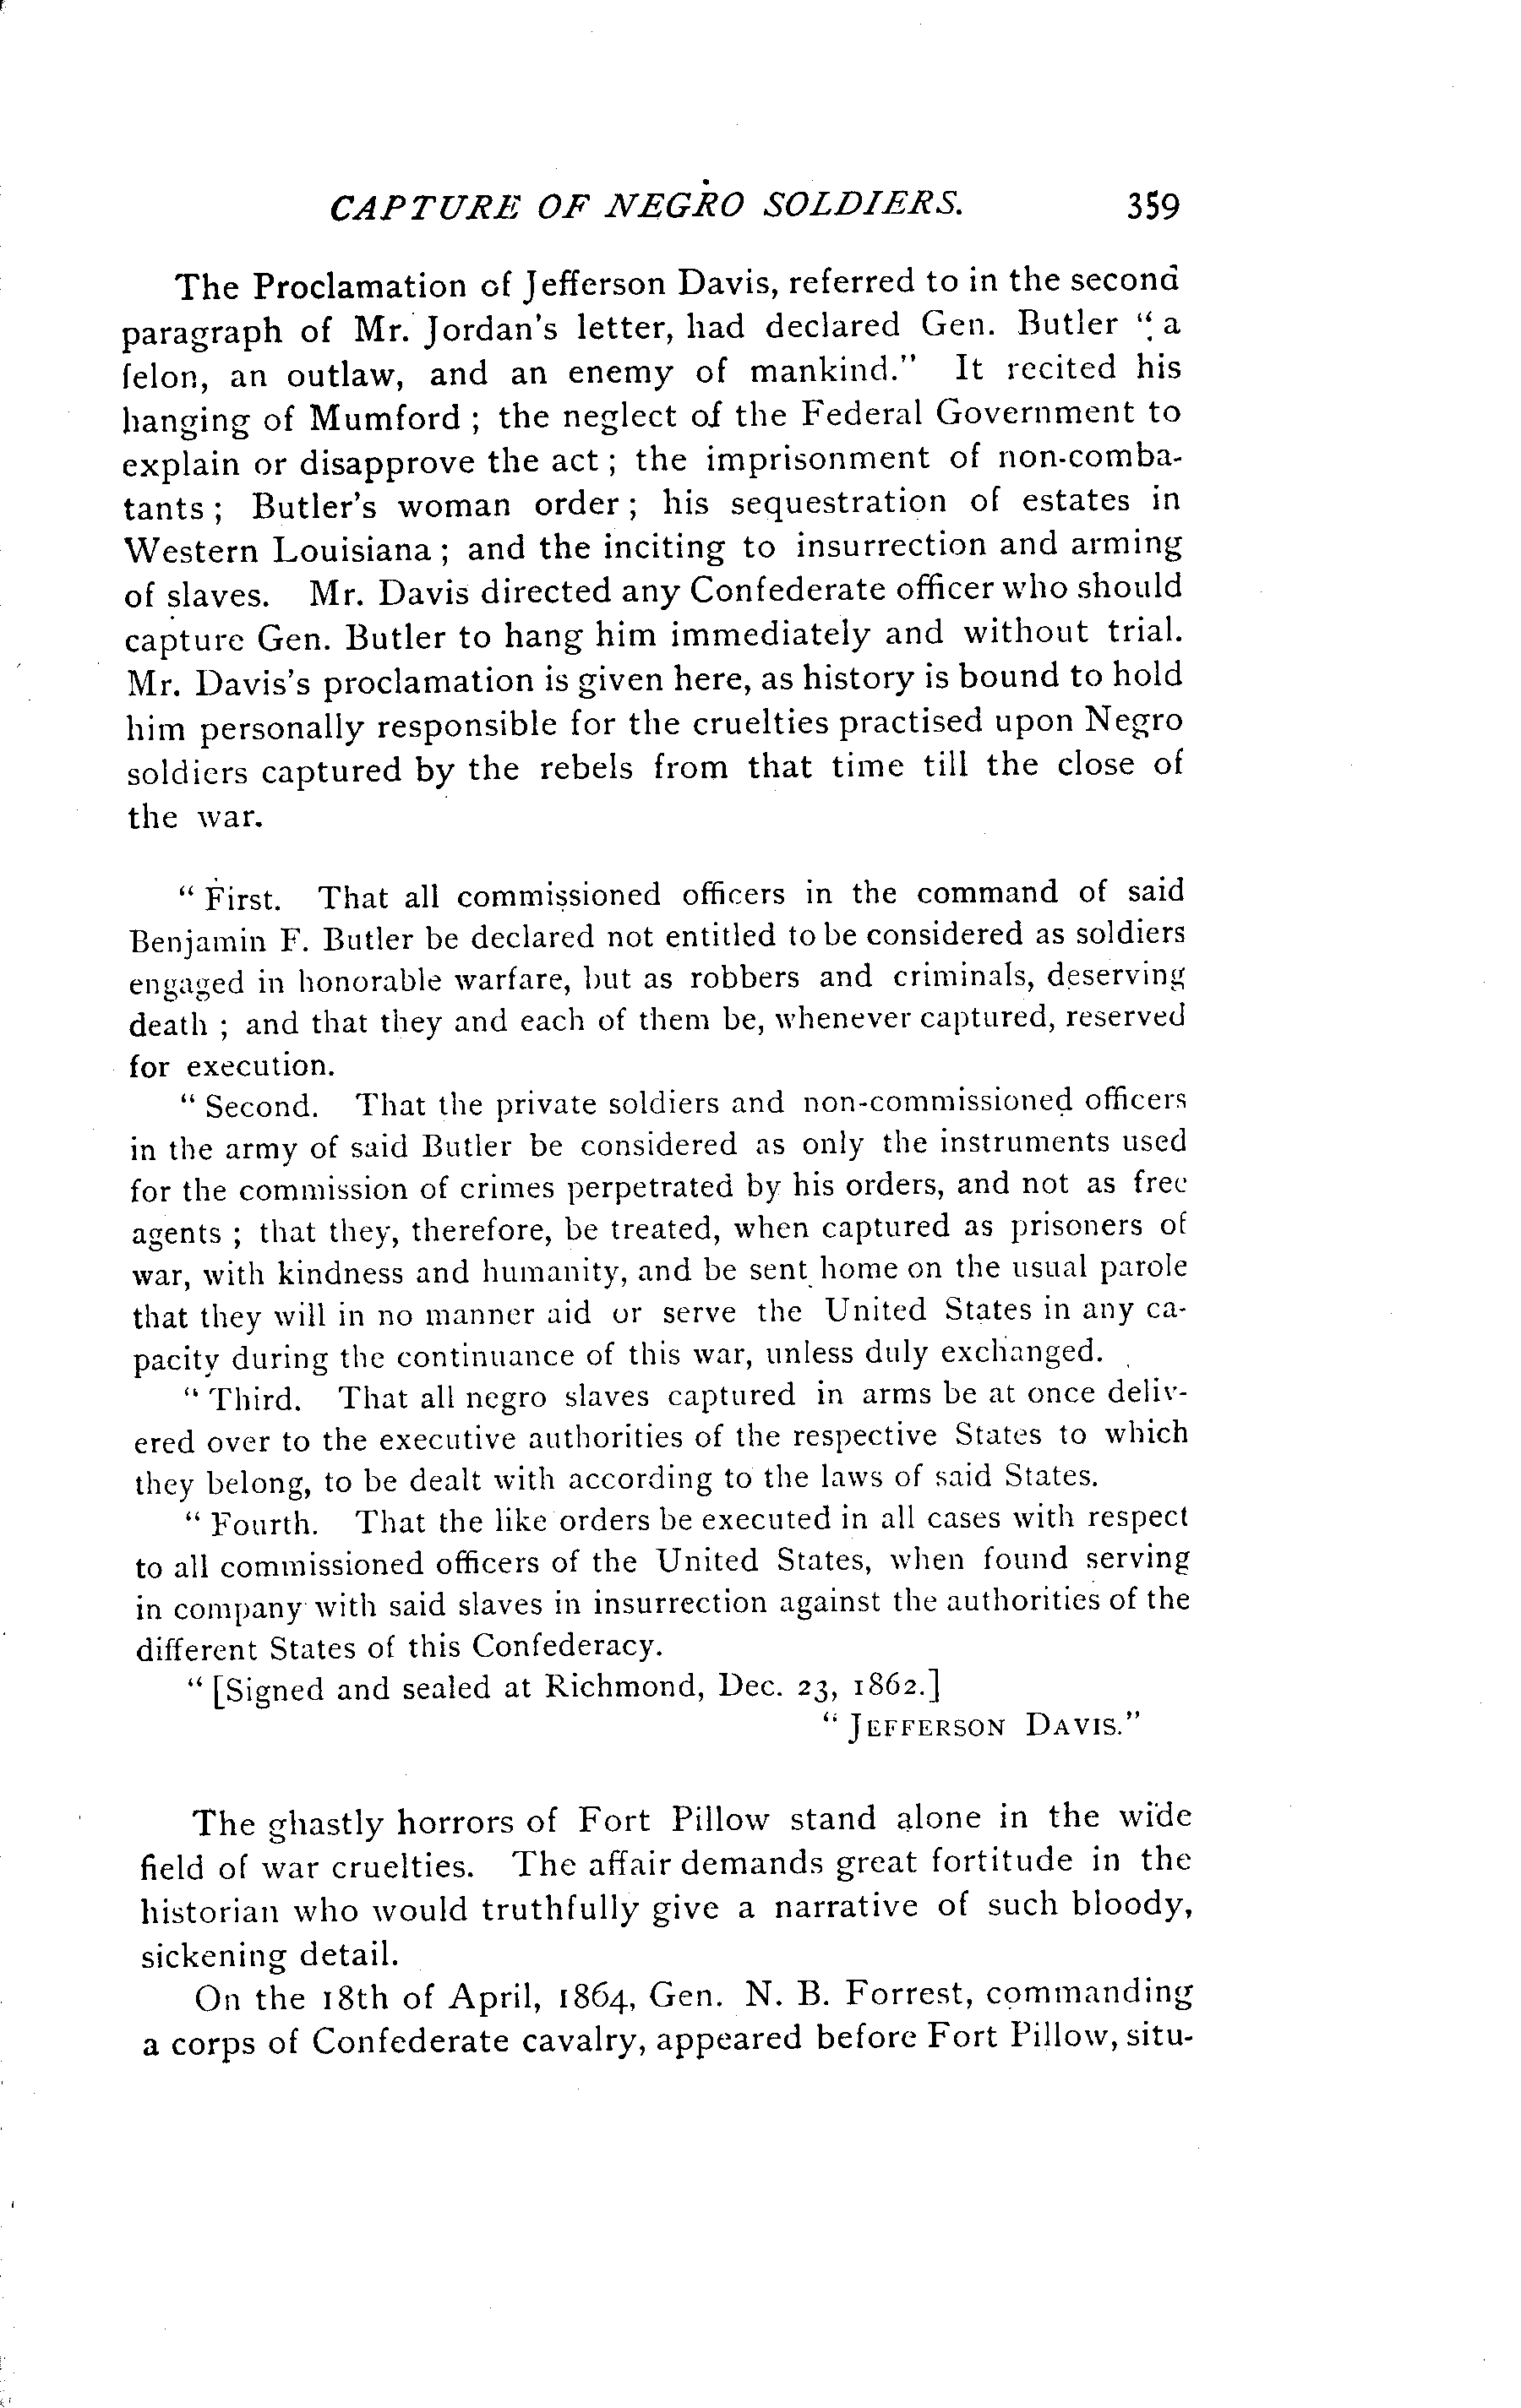 CAPTURE OF NEGRO SOLDIERS. 359
The Proclamation of Jefferson Davis, referred to in the second
paragraph of Mr. Jordan's letter, had declared Gen. Butler “a
felon, an outlaw, and an enemy of mankind.” It recited his
hanging of Mumford ; the neglect of the Federal Government to
explain or disapprove the act ; the imprisonment of non-comba-
tants ; Butler's woman order ; his sequestration of estates in
Western Louisiana ; and the inciting to insurrection and arming
of slaves. Mr. Davis directed any Confederate officer who should
capture Gen. Butler to hang him immediately and without trial.
Mr. Davis's proclamation is given here, as history is bound to hold
him personally responsible for the cruelties practised upon Negro
soldiers captured by the rebels from that time till the close of
the war.
“ First. That all commissioned officers in the command of said
Benjamin F. Butler be declared not entitled to be considered as soldiers
engaged in honorable warfare, but as robbers and criminals, deserving
death ; and that they and each of them be, whenever captured, reserved
for execution.
“ Second. That the private soldiers and non-commissioned officers
in the army of said Butler be considered as only the instruments used
for the commission of crimes perpetrated by his orders, and not as free
agents ; that they, therefore, be treated, when captured as prisoners of
war, with kindness and humanity, and be sent home on the usual parole
that they will in no manner aid or serve the United States in any ca-
pacity during the continuance of this war, unless duly exchanged.
“ Third. That all negro slaves captured in arms be at once deliv-
ered over to the executive authorities of the respective States to which
they belong, to be dealt with according to the laws of said States.
“ Fourth. That the like orders be executed in all cases with respect
to all commissioned officers of the United States, when found serving
in company with said slaves in insurrection against the authorities of the
different States of this Confederacy.
“ [Signed and sealed at Richmond, Dec. 23, 1862.]
“ JEFFERSON DAVIS.”
The ghastly horrors of Fort Pillow stand alone in the wide
field of war cruelties. The affair demands great fortitude in the
historian who would truthfully give a narrative of such bloody,
sickening detail.
On the 18th of April, 1864, Gen. N. B. Forrest, commanding
a corps of Confederate cavalry, appeared before Fort Pillow, situ-